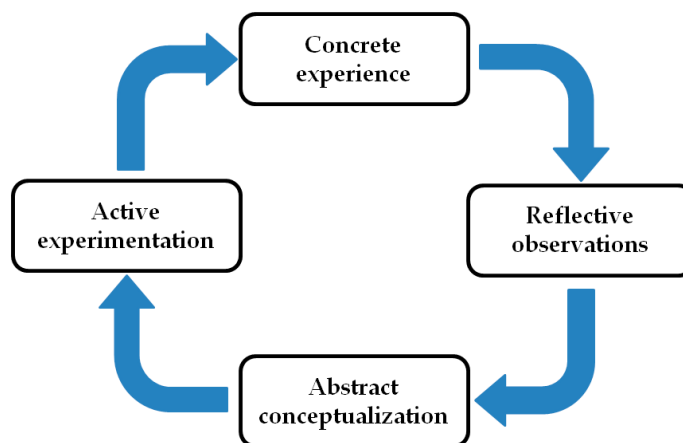 Concrete
experience
Reflective
observations
Abstract
conceptualization
Active
experimentation